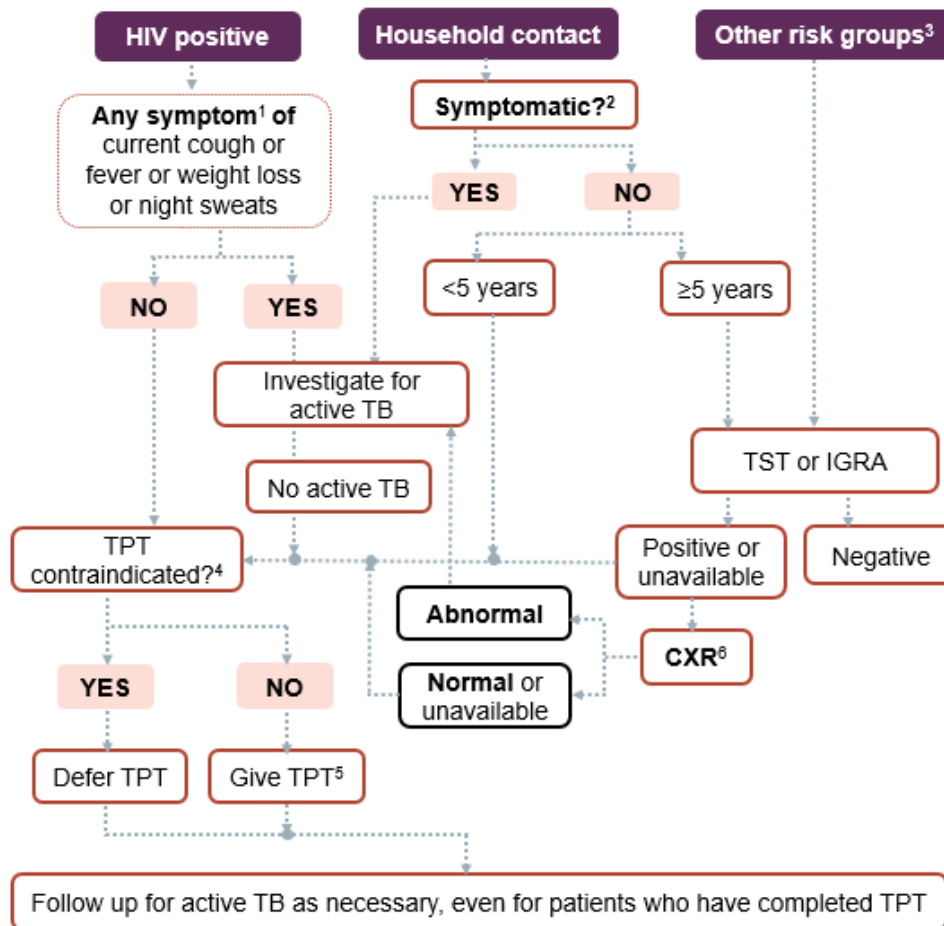 HIV positive
Household contact
Other risk groups³
Any symptom¹ of
current cough or
fever or weight loss
or night sweats
Symptomatic?²
YES
NO
NO
YES
<5 years
≥5 years
Investigate for
active TB
TST or IGRA
No active TB
TPT
contraindicated?⁴
Positive or
unavailable
Negative
Abnormal
CXR⁶
Normal or
unavailable
YES
NO
Defer TPT
Give TPT⁵
Follow up for active TB as necessary, even for patients who have completed TPT